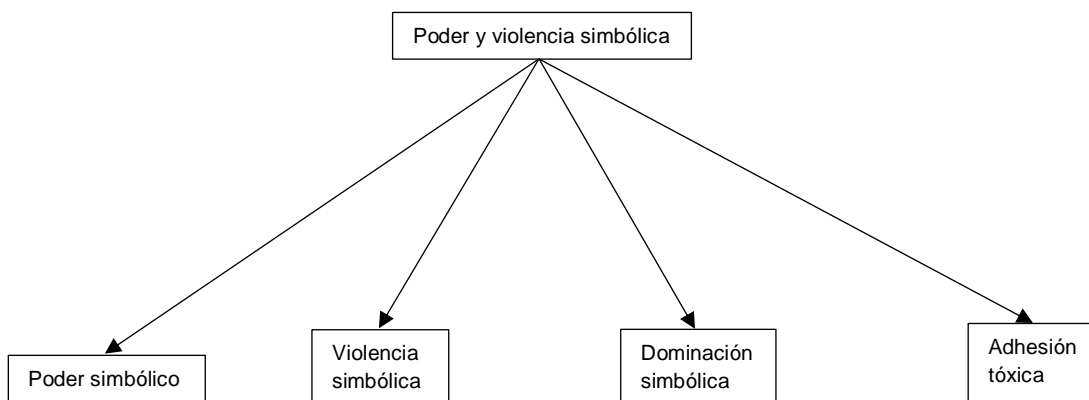 Poder y violencia simbólica
Poder simbólico
Violencia
simbólica
Dominación
simbólica
Adhesión
tóxica